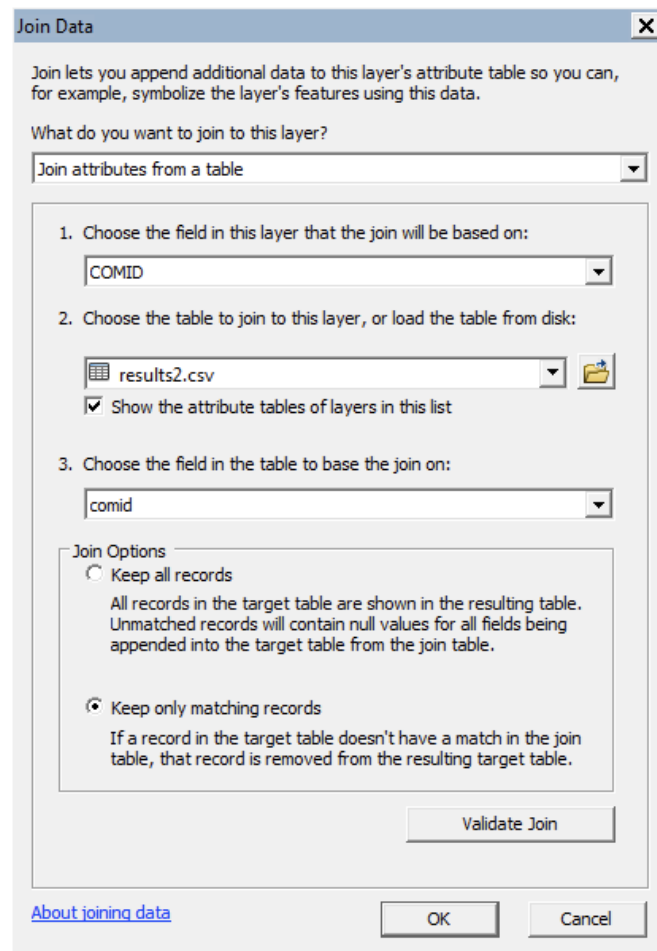 Join Data
Join lets you append additional data to this layer's attribute table so you can,
for example, symbolize the layer's features using this data.
What do you want to join to this layer?
Join attributes from a table
1. Choose the field in this layer that the join will be based on:
COMID
2. Choose the table to join to this layer, or load the table from disk:
results2.csv
Show the attribute tables of layers in this list
3. Choose the field in the table to base the join on:
comid
Join Options
Keep all records
All records in the target table are shown in the resulting table.
Unmatched records will contain null values for all fields being
appended into the target table from the join table.
Keep only matching records
If a record in the target table doesn't have a match in the join
table, that record is removed from the resulting target table.
Validate Join
About joining data
OK
Cancel